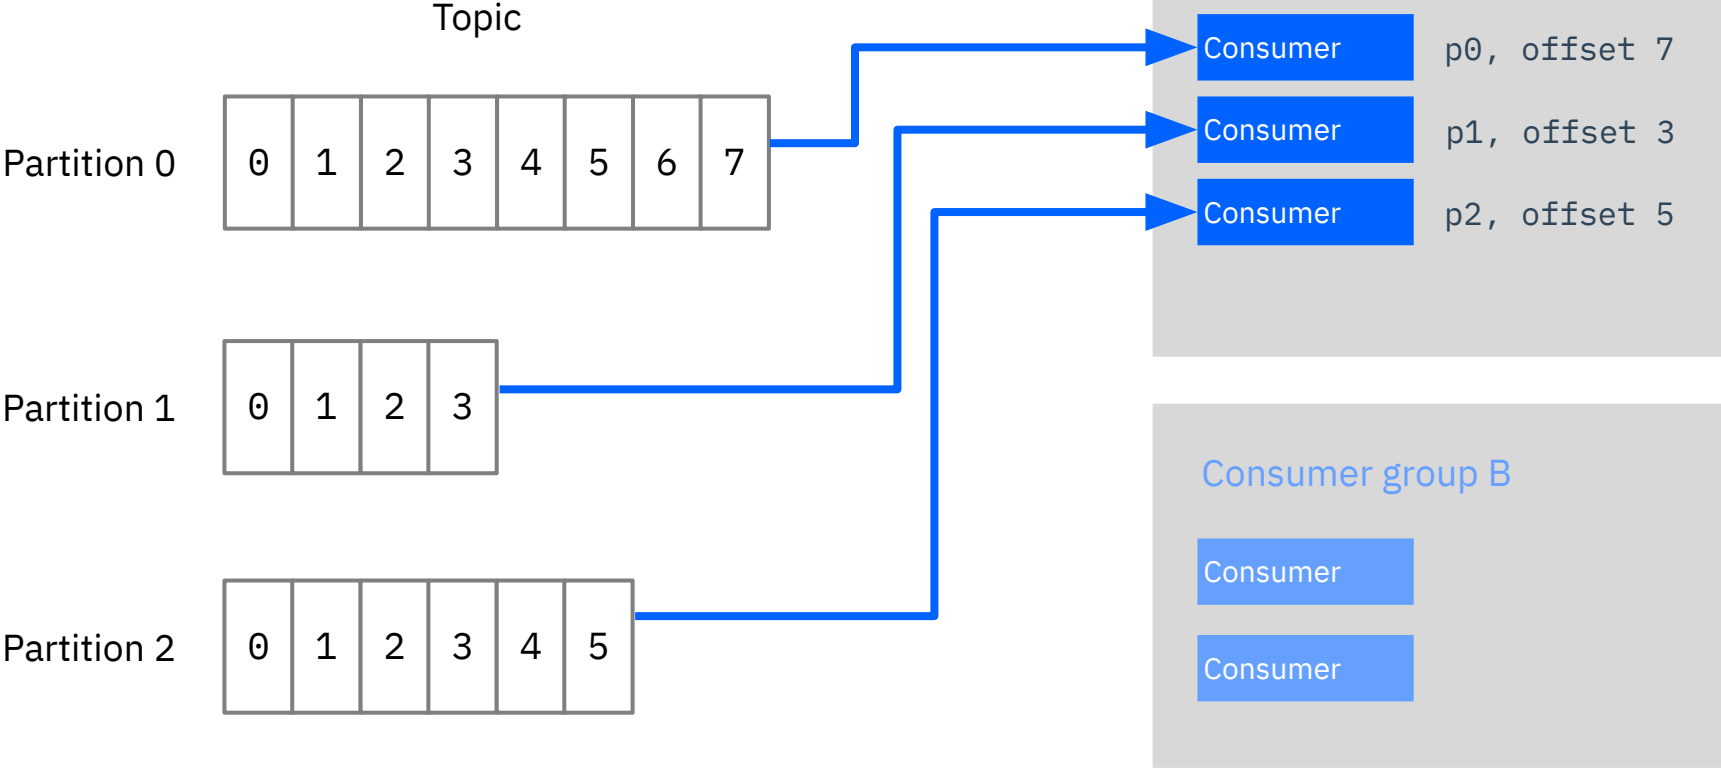 Topic
Partition 0
0 1 2 3 4 5 6 7
Partition 1
0 1 2 3
Partition 2
0 1 2 3 4 5
Consumer p0, offset 7
Consumer p1, offset 3
Consumer p2, offset 5
Consumer group B
Consumer
Consumer